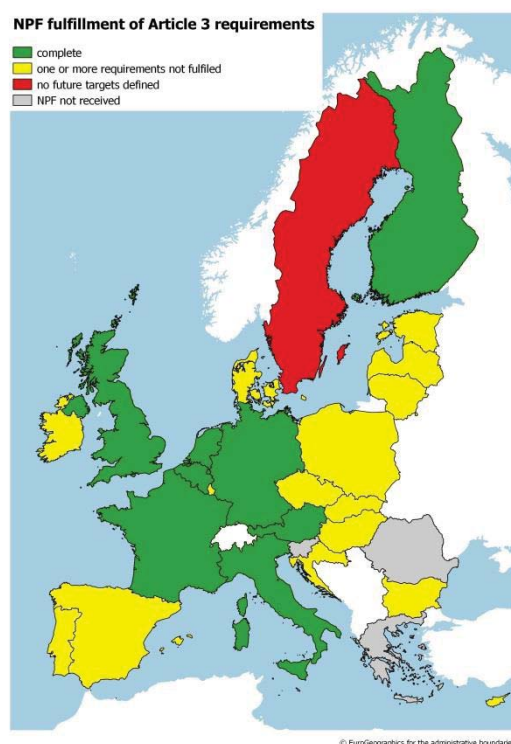 NPF fulfillment of Article 3 requirements
complete
one or more requirements not fulfiled
no future targets defined
NPF not received
© EuroGeographics for the administrative boundaries